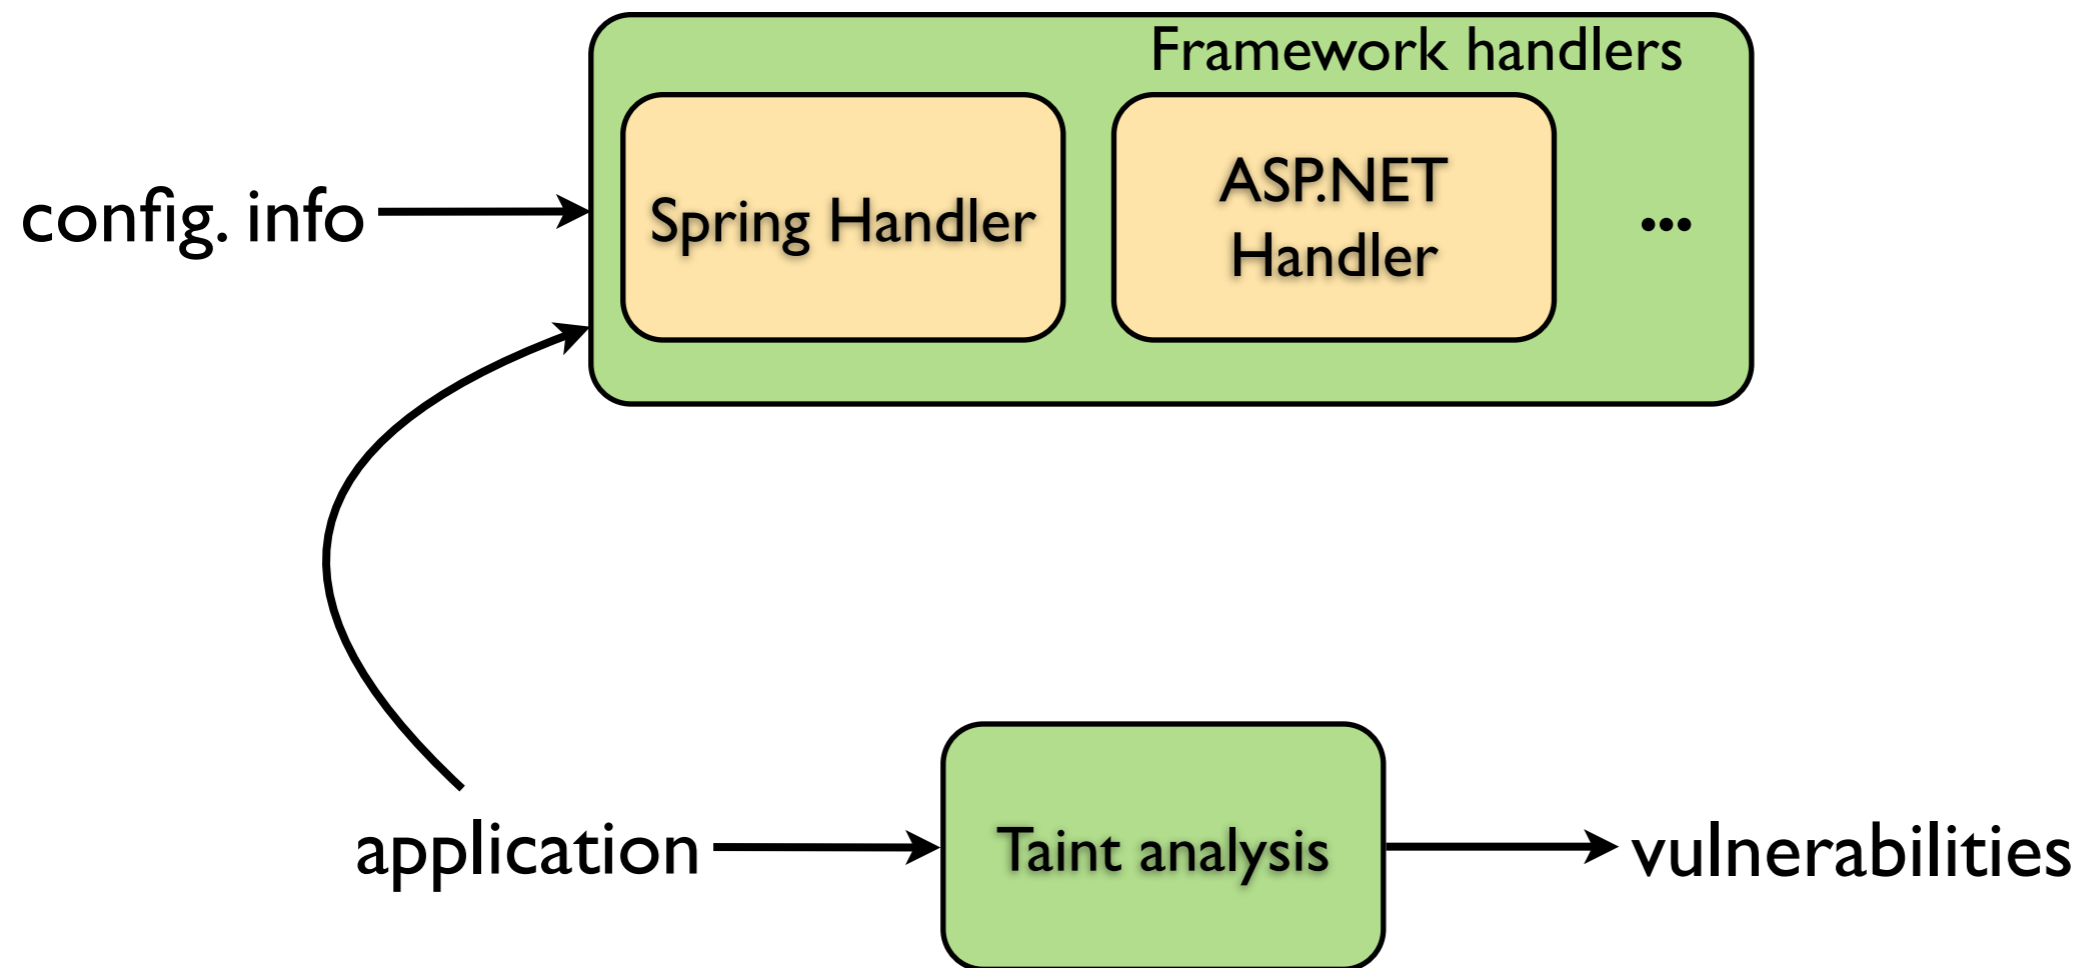 Framework handlers
config. info
Spring Handler
ASP.NET
Handler
...
application
Taint analysis
vulnerabilities